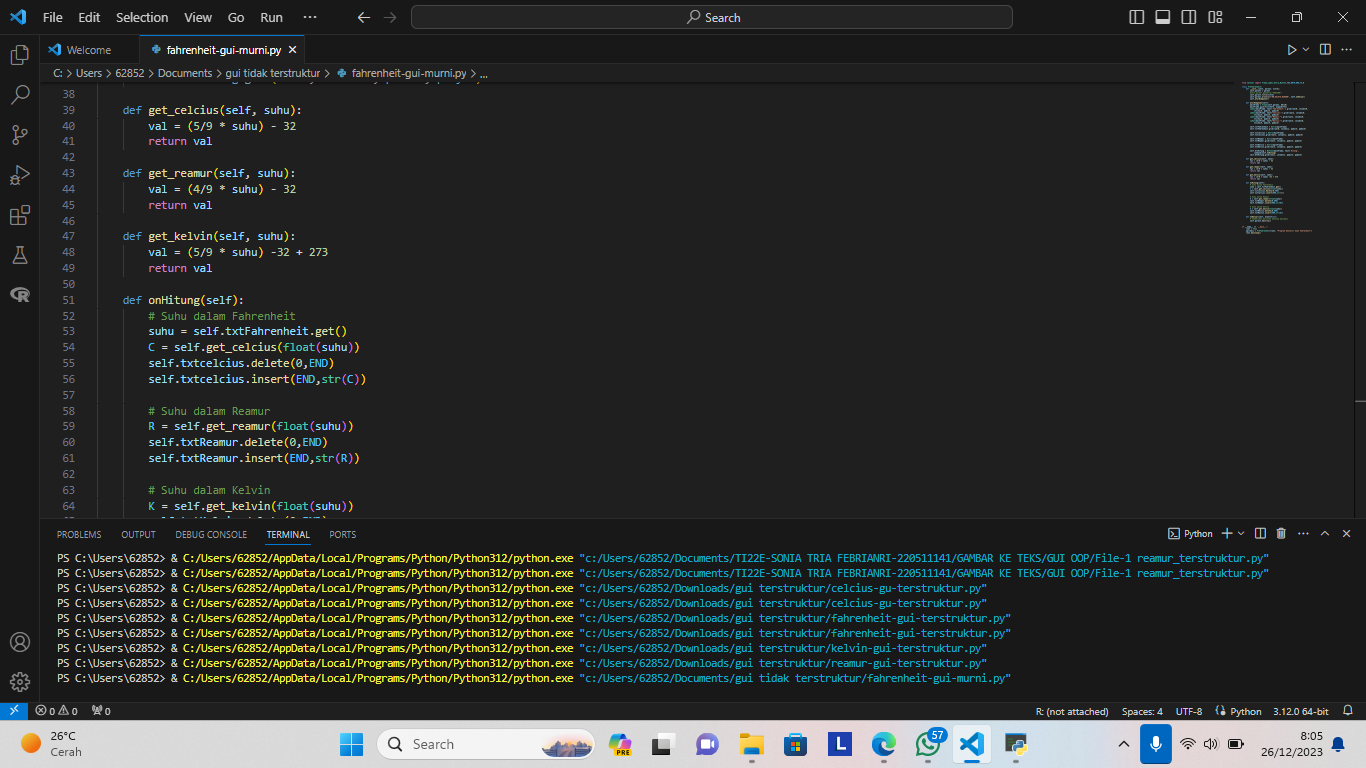 File Edit Selection View Go Run ··· Search
Welcome fahrenheit-gui-murni.py
C: > Users > 62852 > Documents > gui tidak terstruktur > fahrenheit-gui-murni.py > ...
38
39 def get_celcius(self, suhu):
40 val = (5/9 * suhu) - 32
41 return val
42
43 def get_reamur(self, suhu):
44 val = (4/9 * suhu) - 32
45 return val
46
47 def get_kelvin(self, suhu):
48 val = (5/9 * suhu) -32 + 273
49 return val
50
51 def onHitung(self):
52 # Suhu dalam Fahrenheit
53 suhu = self.txtFahrenheit.get()
54 C = self.get_celcius(float(suhu))
55 self.txtcelcius.delete(0,END)
56 self.txtcelcius.insert(END,str(C))
57
58 # Suhu dalam Reamur
59 R = self.get_reamur(float(suhu))
60 self.txtReamur.delete(0,END)
61 self.txtReamur.insert(END,str(R))
62
63 # Suhu dalam Kelvin
64 K = self.get_kelvin(float(suhu))
PROBLEMS OUTPUT DEBUG CONSOLE TERMINAL PORTS Python
PS C:\Users\62852> & C:/Users/62852/AppData/Local/Programs/Python/Python312/python.exe "c:/Users/62852/Documents/TI22E-SONIA TRIA FEBRIANRI-220511141/GAMBAR KE TEKS/GUI OOP/File-1 reamur_terstruktur.py"
PS C:\Users\62852> & C:/Users/62852/AppData/Local/Programs/Python/Python312/python.exe "c:/Users/62852/Documents/TI22E-SONIA TRIA FEBRIANRI-220511141/GAMBAR KE TEKS/GUI OOP/File-1 reamur_terstruktur.py"
PS C:\Users\62852> & C:/Users/62852/AppData/Local/Programs/Python/Python312/python.exe "c:/Users/62852/Downloads/gui terstruktur/celcius-gu-terstruktur.py"
PS C:\Users\62852> & C:/Users/62852/AppData/Local/Programs/Python/Python312/python.exe "c:/Users/62852/Downloads/gui terstruktur/celcius-gu-terstruktur.py"
PS C:\Users\62852> & C:/Users/62852/AppData/Local/Programs/Python/Python312/python.exe "c:/Users/62852/Downloads/gui terstruktur/fahrenheit-gui-terstruktur.py"
PS C:\Users\62852> & C:/Users/62852/AppData/Local/Programs/Python/Python312/python.exe "c:/Users/62852/Downloads/gui terstruktur/fahrenheit-gui-terstruktur.py"
PS C:\Users\62852> & C:/Users/62852/AppData/Local/Programs/Python/Python312/python.exe "c:/Users/62852/Downloads/gui terstruktur/kelvin-gui-terstruktur.py"
PS C:\Users\62852> & C:/Users/62852/AppData/Local/Programs/Python/Python312/python.exe "c:/Users/62852/Downloads/gui terstruktur/reamur-gui-terstruktur.py"
PS C:\Users\62852> & C:/Users/62852/AppData/Local/Programs/Python/Python312/python.exe "c:/Users/62852/Documents/gui tidak terstruktur/fahrenheit-gui-murni.py"
0 0 0 R: (not attached) Spaces: 4 UTF-8 Python 3.12.0 64-bit
26°C
Cerah
Search
PRE
L
57
8:05
26/12/2023